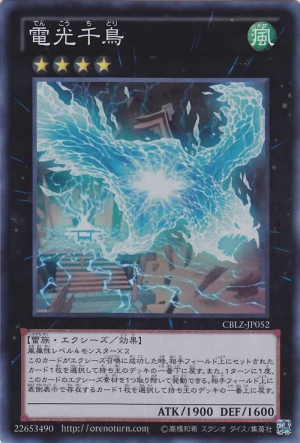 でんこうちどり
電光千鳥
風
CBLZ-JP052
【雷族・エクシーズ/効果】
風属性レベル4モンスター×2
このカードがエクシーズ召喚に成功した時、相手フィールド上にセットされた
カード1枚を選択して持ち主のデッキの一番下に戻す。また、1ターンに1度、
このカードのエクシーズ素材を1つ取り除いて発動できる。相手フィールド上に
表側表示で存在するカード1枚を選択して持ち主のデッキの一番上に戻す。
ATK/1900 DEF/1600
22653490
©高橋和希 スタジオ・ダイス/集英社